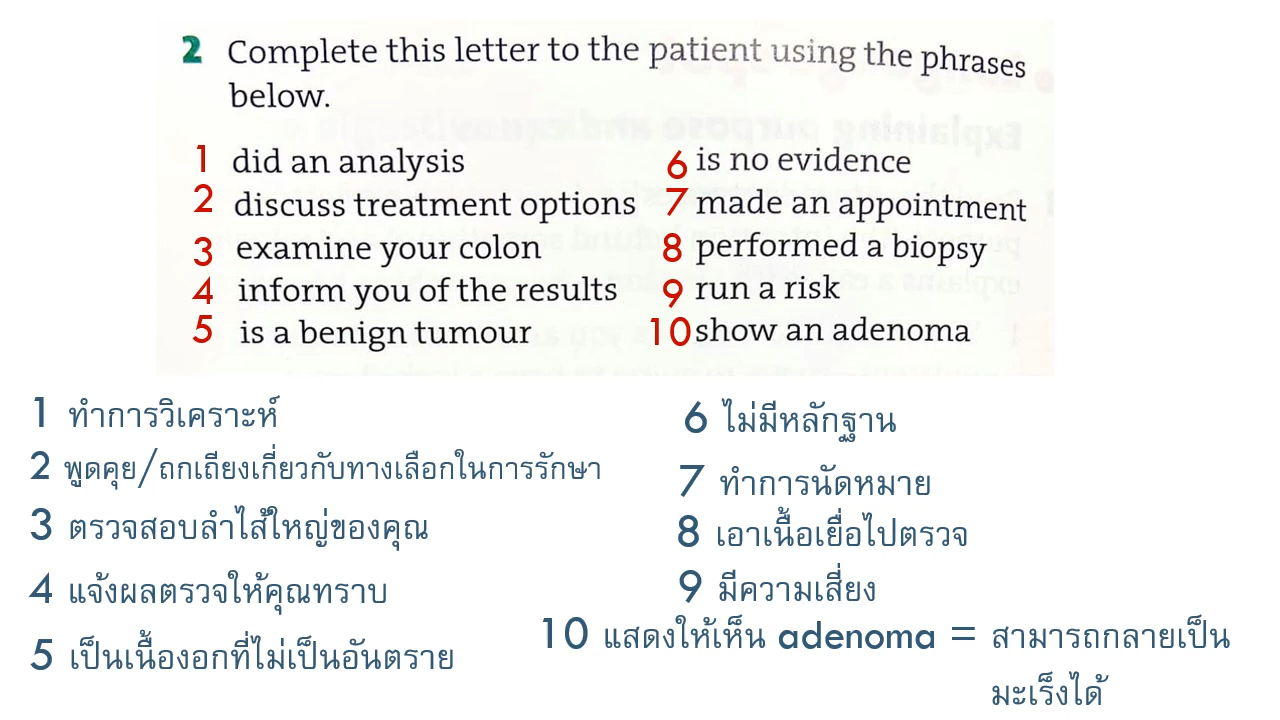 2 Complete this letter to the patient using the phrases
below.
1 did an analysis
2 discuss treatment options
3 examine your colon
4 inform you of the results
5 is a benign tumour
6 is no evidence
7 made an appointment
8 performed a biopsy
9 run a risk
10 show an adenoma
1 ทำการวิเคราะห์
2 พูดคุย/ถกเถียงเกี่ยวกับทางเลือกในการรักษา
3 ตรวจสอบลำไส้ใหญ่ของคุณ
4 แจ้งผลตรวจให้คุณทราบ
5 เป็นเนื้องอกที่ไม่เป็นอันตราย
6 ไม่มีหลักฐาน
7 ทำการนัดหมาย
8 เอาเนื้อเยื่อไปตรวจ
9 มีความเสี่ยง
10 แสดงให้เห็น adenoma = สามารถกลายเป็น
มะเร็งได้